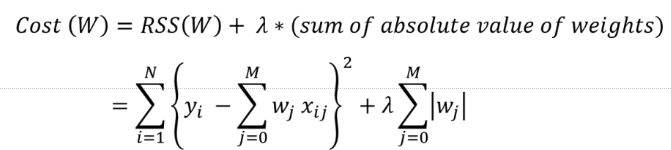 Cost (W) = RSS(W) + λ * (sum of absolute value of weights)
= ∑_{i=1}^{N} { y_i − ∑_{j=0}^{M} w_j x_{ij} }^2 + λ ∑_{j=0}^{M} |w_j|